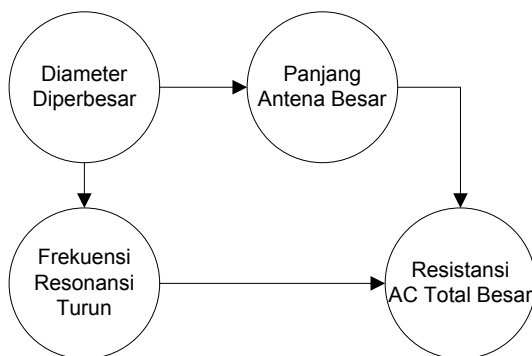 Diameter
Diperbesar
Panjang
Antena Besar
Frekuensi
Resonansi
Turun
Resistansi
AC Total Besar